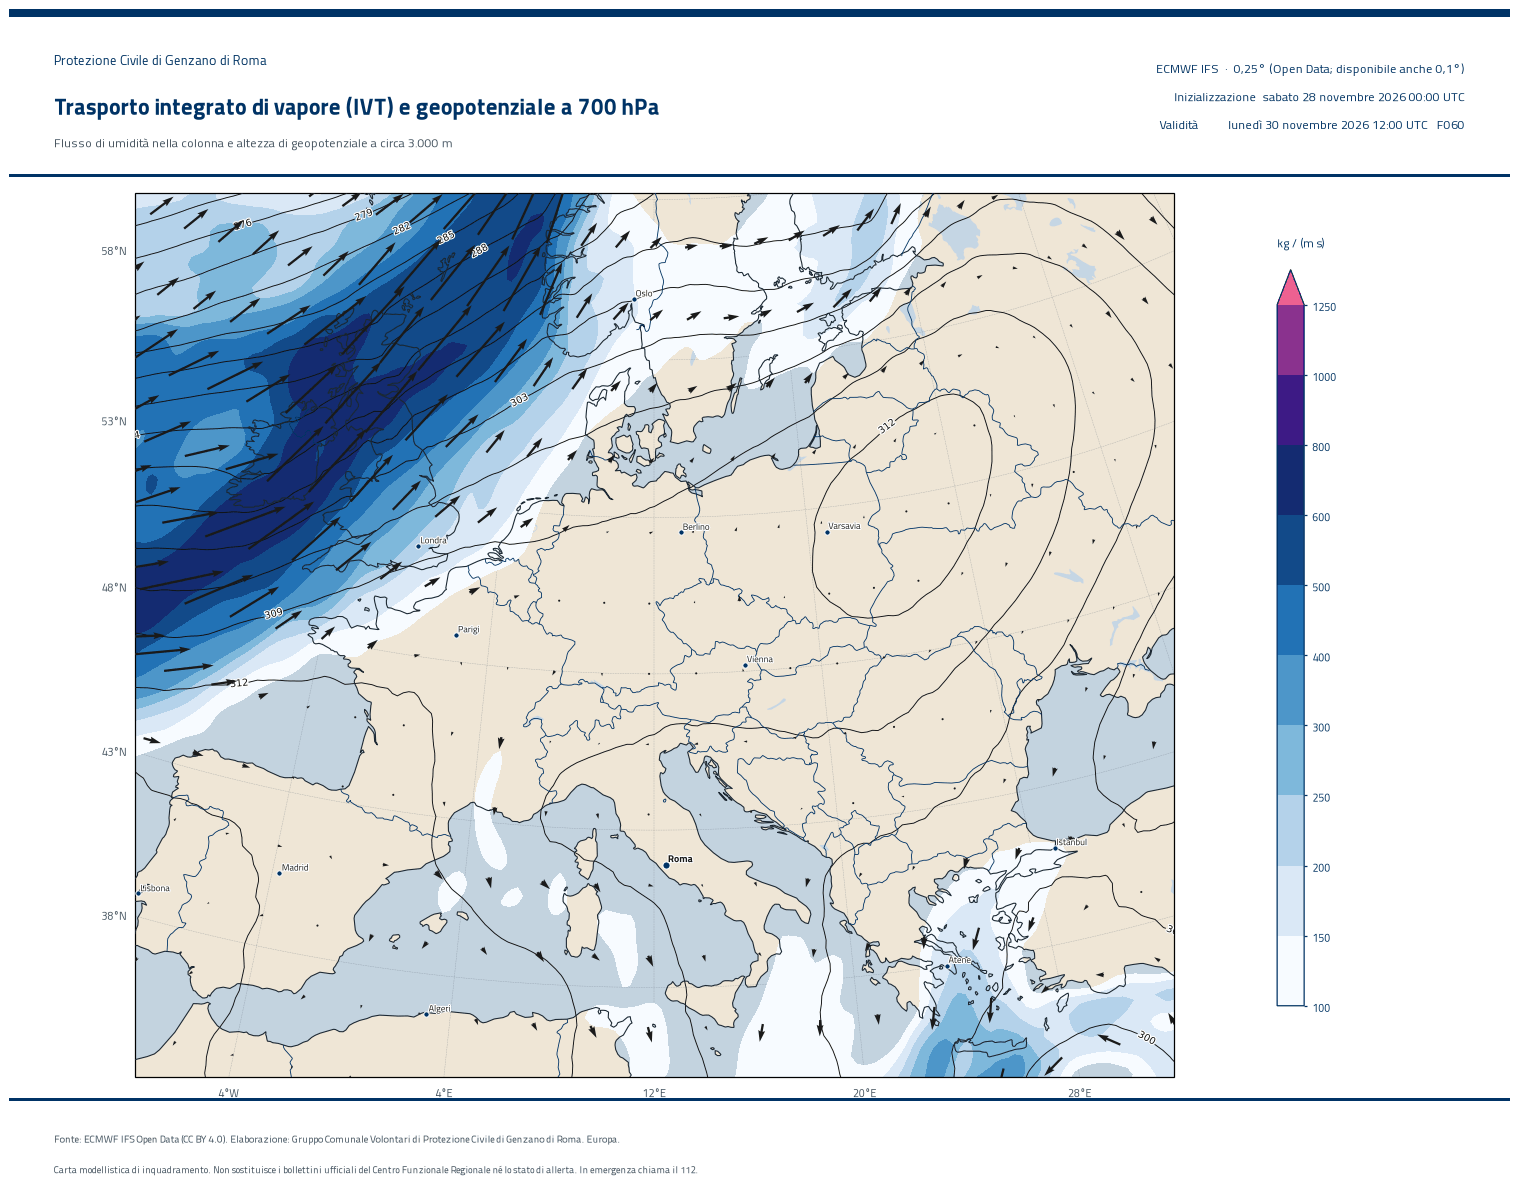 Protezione Civile di Genzano di Roma
Trasporto integrato di vapore (IVT) e geopotenziale a 700 hPa
Flusso di umidità nella colonna e altezza di geopotenziale a circa 3.000 m
ECMWF IFS · 0,25° (Open Data; disponibile anche 0,1°)
Inizializzazione sabato 28 novembre 2026 00:00 UTC
Validità lunedì 30 novembre 2026 12:00 UTC F060
kg / (m s)
1250
1000
800
600
500
400
300
250
200
150
100
58°N
53°N
48°N
43°N
38°N
4°W
4°E
12°E
20°E
28°E
276
279
282
285
288
303
309
312
312
300
Oslo
Londra
Berlino
Varsavia
Parigi
Vienna
Madrid
Lisbona
Roma
Istanbul
Atene
Algeri
Fonte: ECMWF IFS Open Data (CC BY 4.0). Elaborazione: Gruppo Comunale Volontari di Protezione Civile di Genzano di Roma. Europa.
Carta modellistica di inquadramento. Non sostituisce i bollettini ufficiali del Centro Funzionale Regionale né lo stato di allerta. In emergenza chiama il 112.